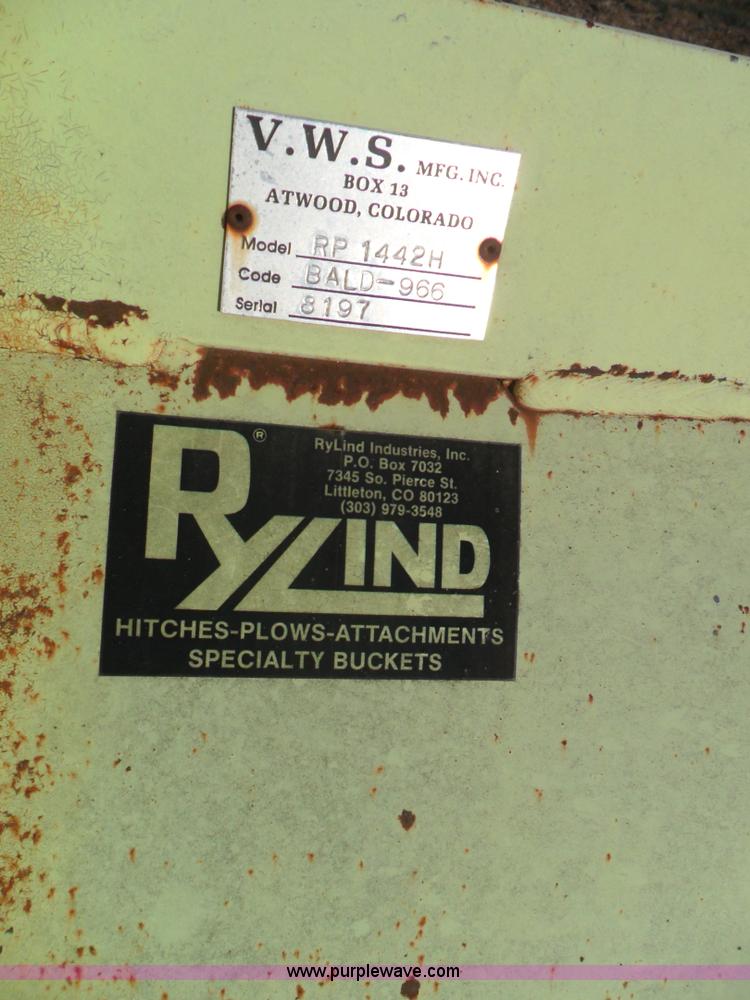 V.W.S. MFG. INC.
BOX 13
ATWOOD, COLORADO
Model RP 1442H
Code BALD-966
Serial 8197
RYLIND ®
RyLind Industries, Inc.
P.O. Box 7032
7345 So. Pierce St.
Littleton, CO 80123
(303) 979-3548
HITCHES-PLOWS-ATTACHMENTS
SPECIALTY BUCKETS
www.purplewave.com